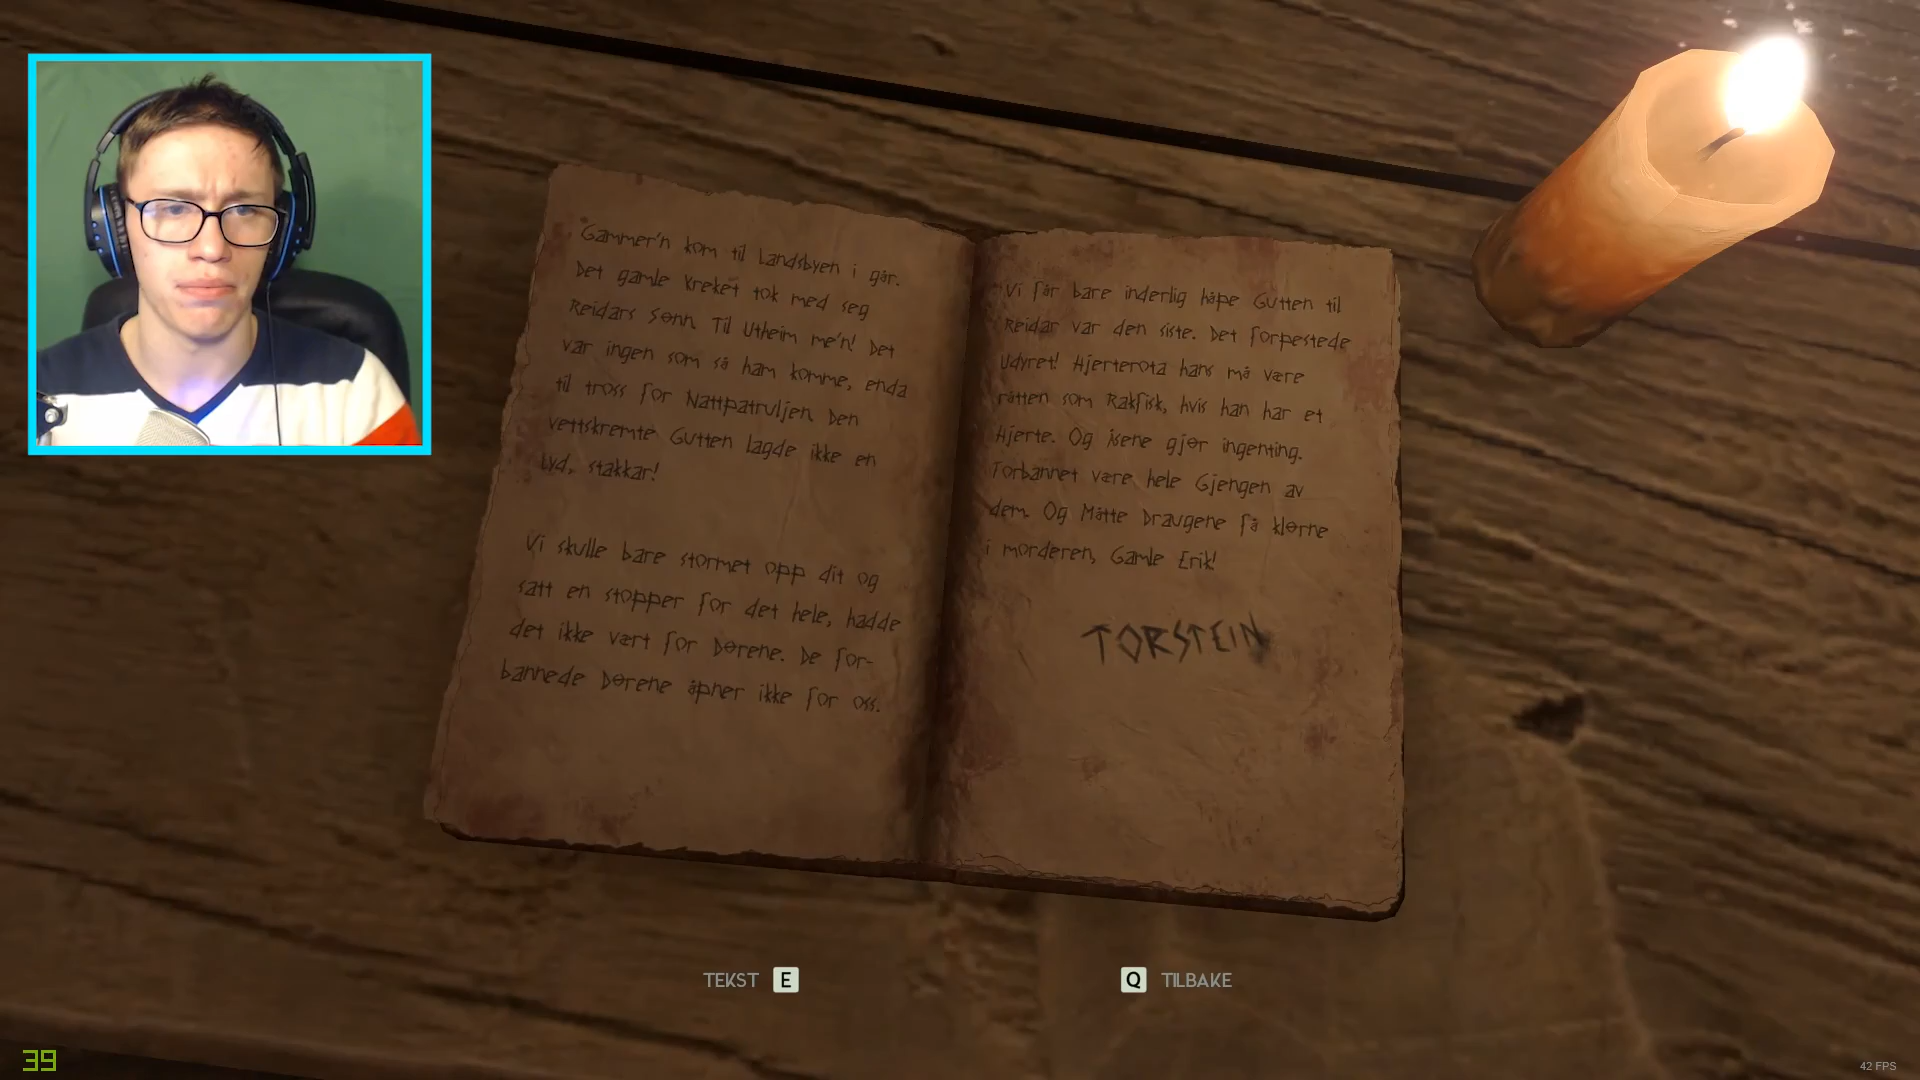 Gammer'n kom til Landsbyen i går.
Det gamle Kreket tok med seg
Reidars Sønn. Til Utheim me'n! Det
var ingen som så ham komme, enda
til tross for Nattpatruljen. Den
vettskremte Gutten lagde ikke en
Lyd, stakkar!
Vi skulle bare stormet opp dit og
satt en stopper for det hele, hadde
det ikke vært for Dørene. De for-
bannede Dørene åpner ikke for oss.
Vi får bare inderlig håpe Gutten til
Reidar var den siste. Det forpestede
Udyret! Hjerterota hans må være
råtten som Rakfisk, hvis han har et
Hjerte. Og Åsene gjør ingenting.
Forbannet være hele Gjengen av
dem. Og Måtte Draugene få klørne
i morderen, Gamle Erik!
TORSTEIN
TEKST E
Q TILBAKE
39
42 FPS